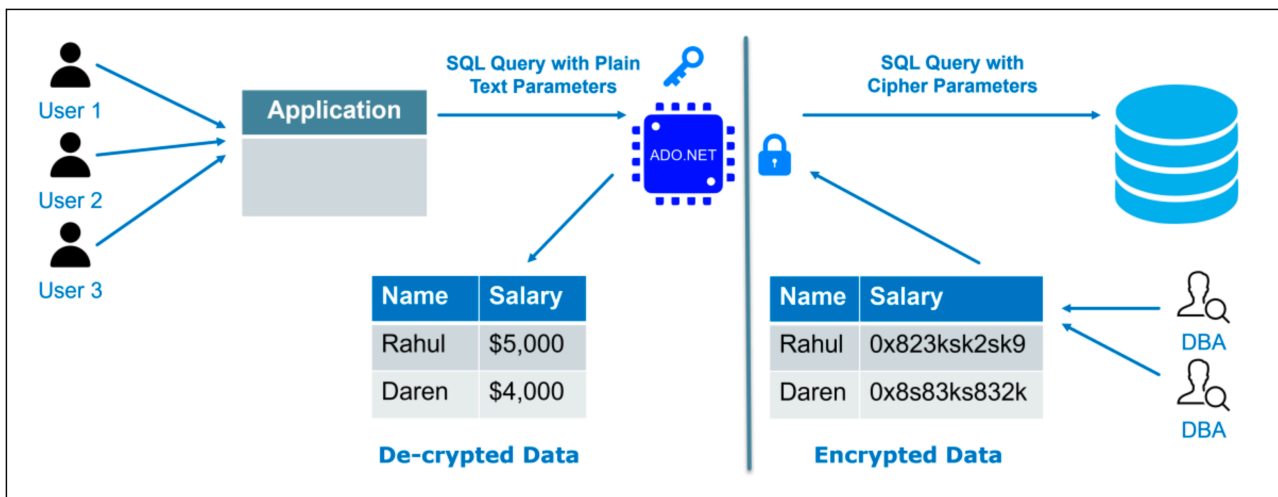 User 1
User 2
User 3
Application
SQL Query with Plain
Text Parameters
ADO.NET
SQL Query with
Cipher Parameters
Name Salary
Rahul $5,000
Daren $4,000
De-crypted Data
Name Salary
Rahul 0x823ksk2sk9
Daren 0x8s83ks832k
Encrypted Data
DBA
DBA